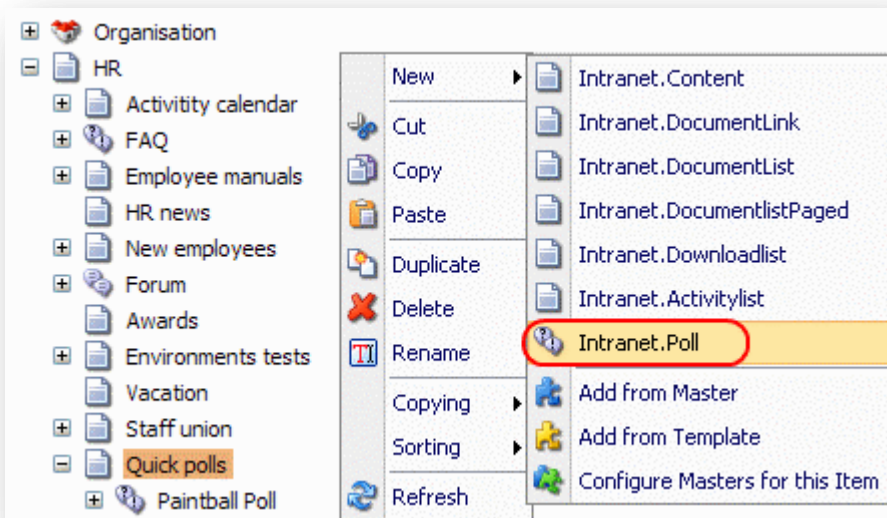 Organisation
HR
Activitity calendar
FAQ
Employee manuals
HR news
New employees
Forum
Awards
Environments tests
Vacation
Staff union
Quick polls
Paintball Poll
New
Cut
Copy
Paste
Duplicate
Delete
Rename
Copying
Sorting
Refresh
Intranet.Content
Intranet.DocumentLink
Intranet.DocumentList
Intranet.DocumentlistPaged
Intranet.Downloadlist
Intranet.Activitylist
Intranet.Poll
Add from Master
Add from Template
Configure Masters for this Item